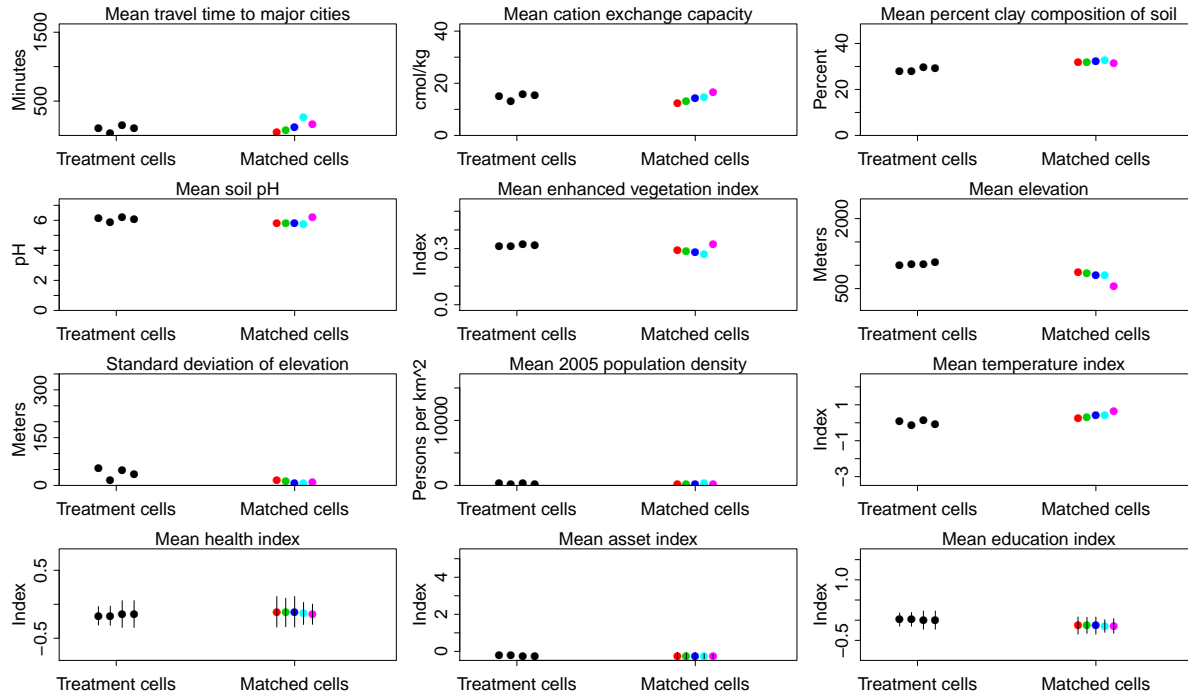 Mean travel time to major cities
Minutes
1500
500
Treatment cells
Matched cells
Mean cation exchange capacity
cmol/kg
40
20
0
Treatment cells
Matched cells
Mean percent clay composition of soil
Percent
40
20
0
Treatment cells
Matched cells
Mean soil pH
pH
6
4
2
0
Treatment cells
Matched cells
Mean enhanced vegetation index
Index
0.3
0.0
Treatment cells
Matched cells
Mean elevation
Meters
2000
500
Treatment cells
Matched cells
Standard deviation of elevation
Meters
300
150
0
Treatment cells
Matched cells
Mean 2005 population density
Persons per km^2
10000
0
Treatment cells
Matched cells
Mean temperature index
Index
1
−1
−3
Treatment cells
Matched cells
Mean health index
Index
0.5
−0.5
Treatment cells
Matched cells
Mean asset index
Index
4
2
0
Treatment cells
Matched cells
Mean education index
Index
1.0
−0.5
Treatment cells
Matched cells